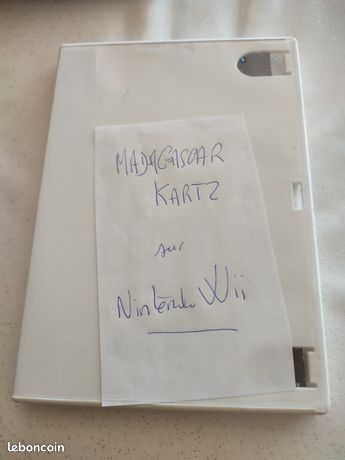 MADAGASCAR
KARTZ
sur
Nintendo Wii
leboncoin